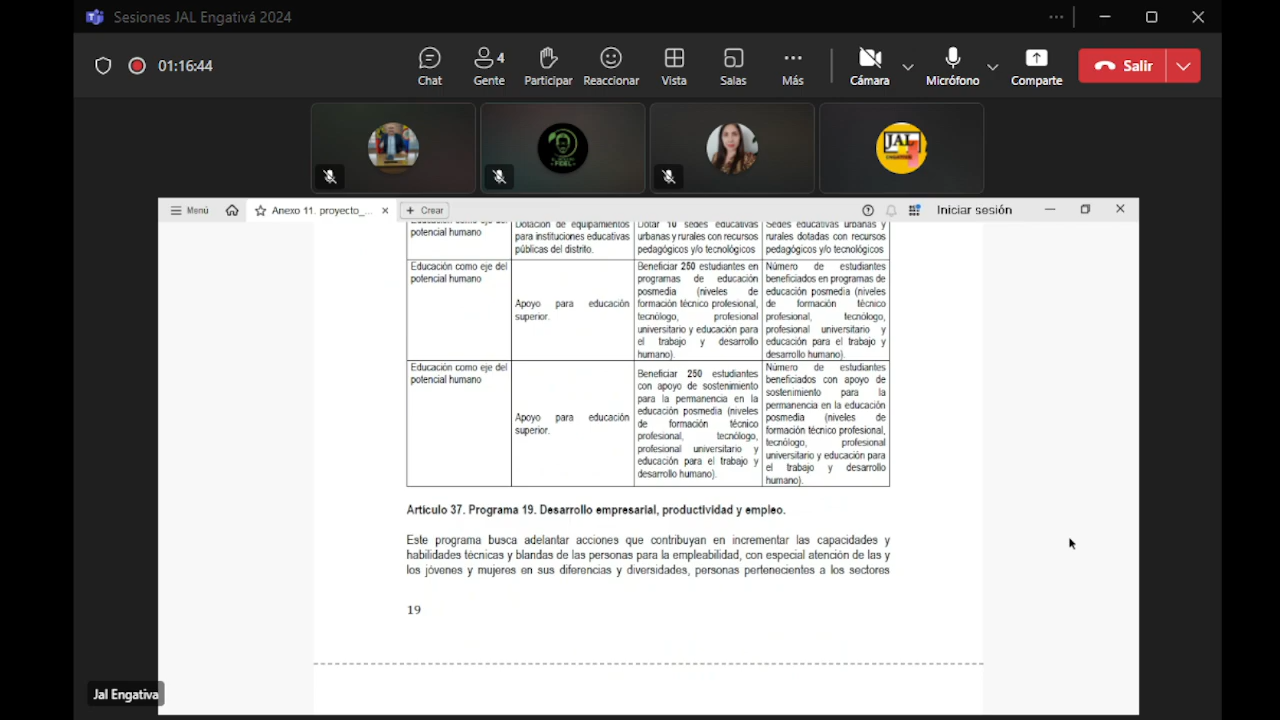 Sesiones JAL Engativá 2024
01:16:44
Chat
4
Gente
Participar
Reaccionar
Vista
Salas
Más
Cámara
Micrófono
Comparte
Salir
JAL
ENGATIVÁ
Menú
Anexo 11. proyecto_...
Crear
Iniciar sesión
potencial humano
Dotación de equipamientos
para instituciones educativas
públicas del distrito.
Dotar 10 sedes educativas
urbanas y rurales con recursos
pedagógicos y/o tecnológicos
Sedes educativas urbanas y
rurales dotadas con recursos
pedagógicos y/o tecnológicos
Educación como eje del
potencial humano
Apoyo para educación
superior.
Beneficiar 250 estudiantes en
programas de educación
posmedia (niveles de
formación técnico profesional,
tecnólogo, profesional
universitario y educación para
el trabajo y desarrollo
humano).
Número de estudiantes
beneficiados en programas de
educación posmedia (niveles
de formación técnico
profesional, tecnólogo,
profesional universitario y
educación para el trabajo y
desarrollo humano).
Educación como eje del
potencial humano
Apoyo para educación
superior.
Beneficiar 250 estudiantes
con apoyo de sostenimiento
para la permanencia en la
educación posmedia (niveles
de formación técnico
profesional, tecnólogo,
profesional universitario y
educación para el trabajo y
desarrollo humano).
Número de estudiantes
beneficiados con apoyo de
sostenimiento para la
permanencia en la educación
posmedia (niveles de
formación técnico profesional,
tecnólogo, profesional
universitario y educación para
el trabajo y desarrollo
humano).
Artículo 37. Programa 19. Desarrollo empresarial, productividad y empleo.
Este programa busca adelantar acciones que contribuyan en incrementar las capacidades y
habilidades técnicas y blandas de las personas para la empleabilidad, con especial atención de las y
los jóvenes y mujeres en sus diferencias y diversidades, personas pertenecientes a los sectores
19
Jal Engativa